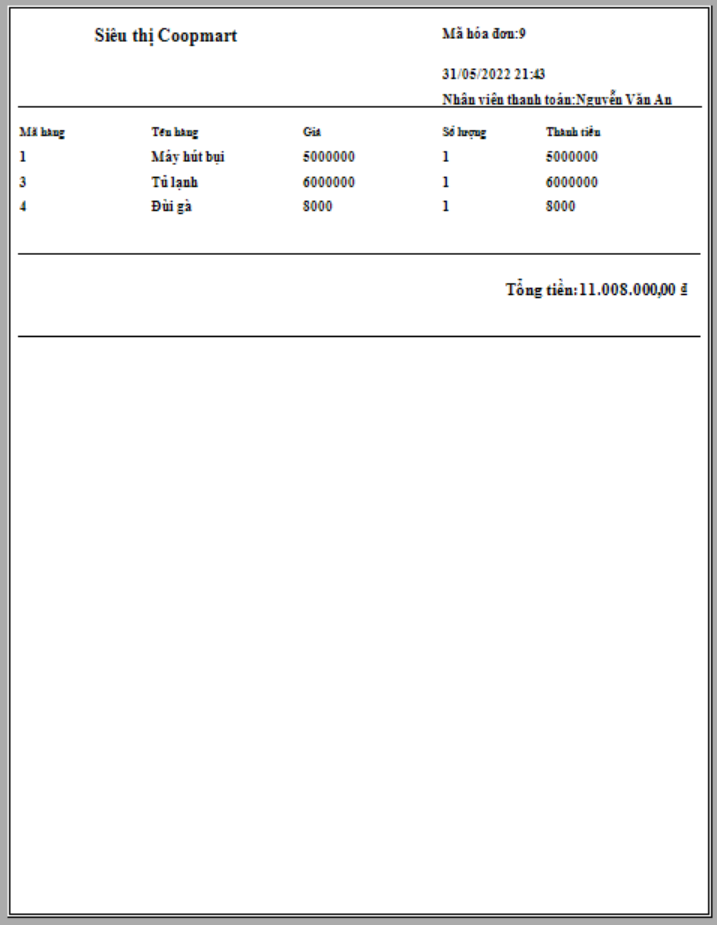 Siêu thị Coopmart
Mã hóa đơn:9
31/05/2022 21:43
Nhân viên thanh toán:Nguyễn Văn An
Mã hàng Tên hàng Giá Số lượng Thành tiền
1 Máy hút bụi 5000000 1 5000000
3 Tủ lạnh 6000000 1 6000000
4 Đùi gà 8000 1 8000
Tổng tiền:11.008.000,00 ₫